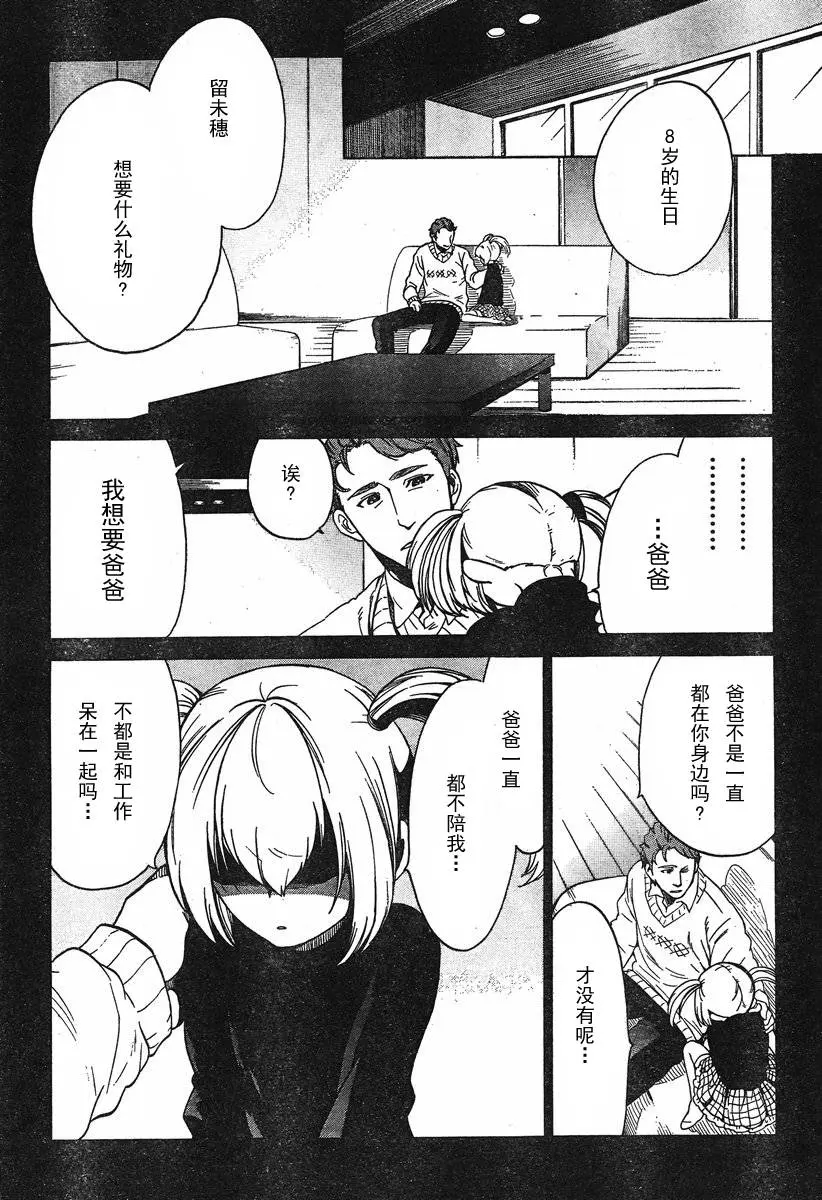 8岁的生日
留未穗
想要什么礼物？
………………
…爸爸
诶？
我想要爸爸
爸爸不是一直
都在你身边吗？
才没有呢…
爸爸一直
都不陪我…
不都是和工作
呆在一起吗…